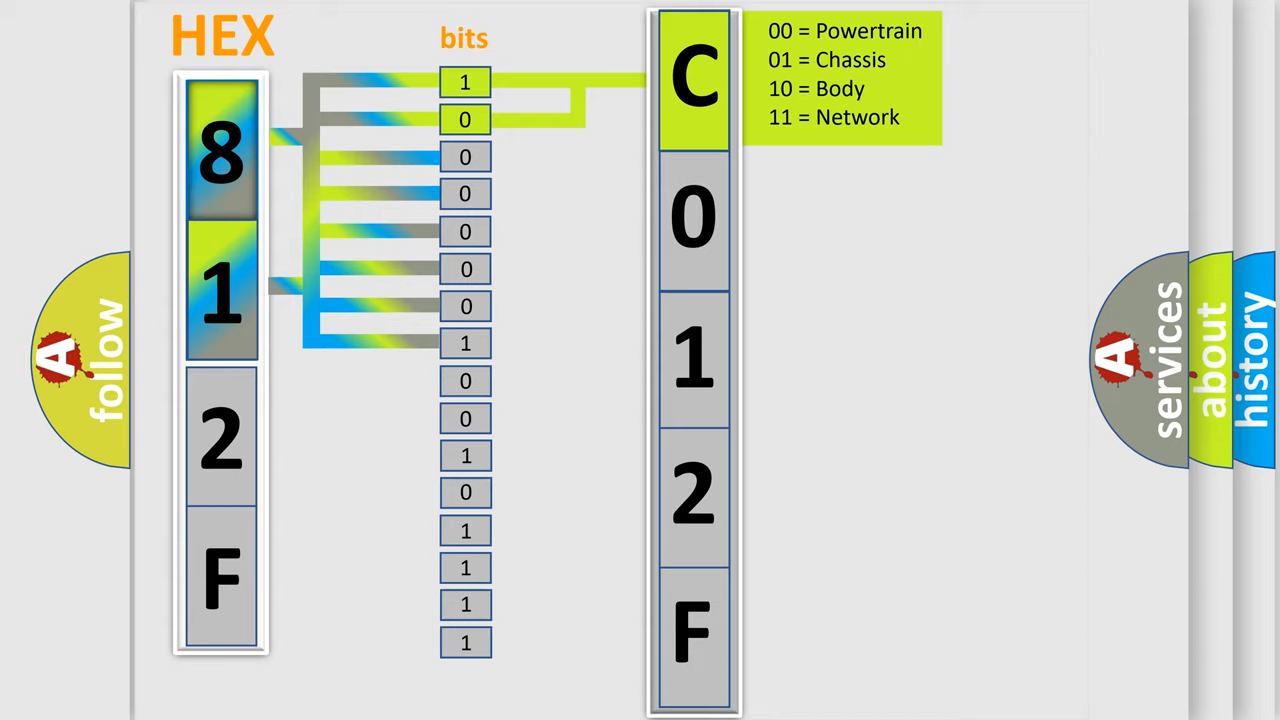 HEX
bits
8
1
2
F
1
0
0
0
0
0
0
1
0
0
1
0
1
1
1
1
C
0
1
2
F
00 = Powertrain
01 = Chassis
10 = Body
11 = Network
A
follow
A
services
about
history